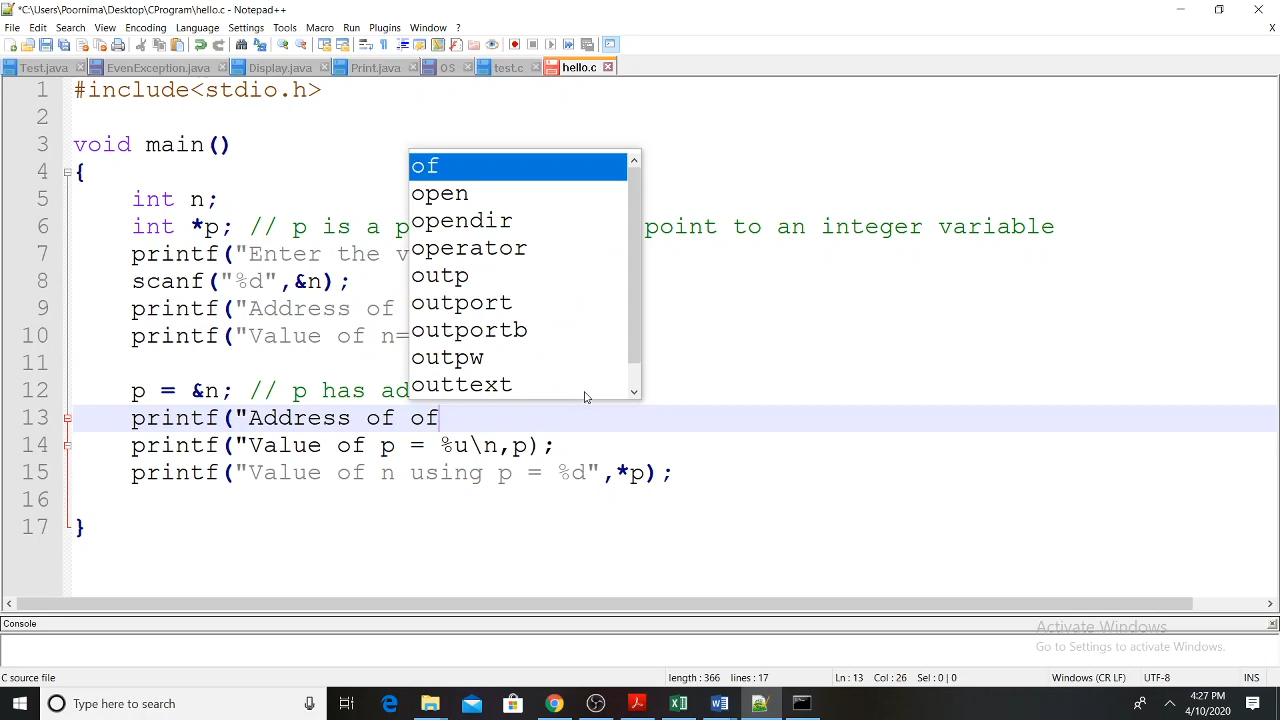 *C:\Users\Poornima\Desktop\CProgram\hello.c - Notepad++
File Edit Search View Encoding Language Settings Tools Macro Run Plugins Window ? X
Test.java EvenException.java Display.java Print.java OS test.c hello.c
1 #include<stdio.h>
2
3 void main()
4 {
5 int n;
6 int *p; // p is a p point to an integer variable
7 printf("Enter the v
8 scanf("%d",&n);
9 printf("Address of
10 printf("Value of n=
11
12 p = &n; // p has ad
13 printf("Address of of
14 printf("Value of p = %u\n,p);
15 printf("Value of n using p = %d",*p);
16
17 }
of
open
opendir
operator
outp
outport
outportb
outpw
outtext
Console
Activate Windows
Go to Settings to activate Windows.
C source file length : 366 lines : 17 Ln : 13 Col : 26 Sel : 0 | 0 Windows (CR LF) UTF-8 INS
Type here to search
4:27 PM
4/10/2020